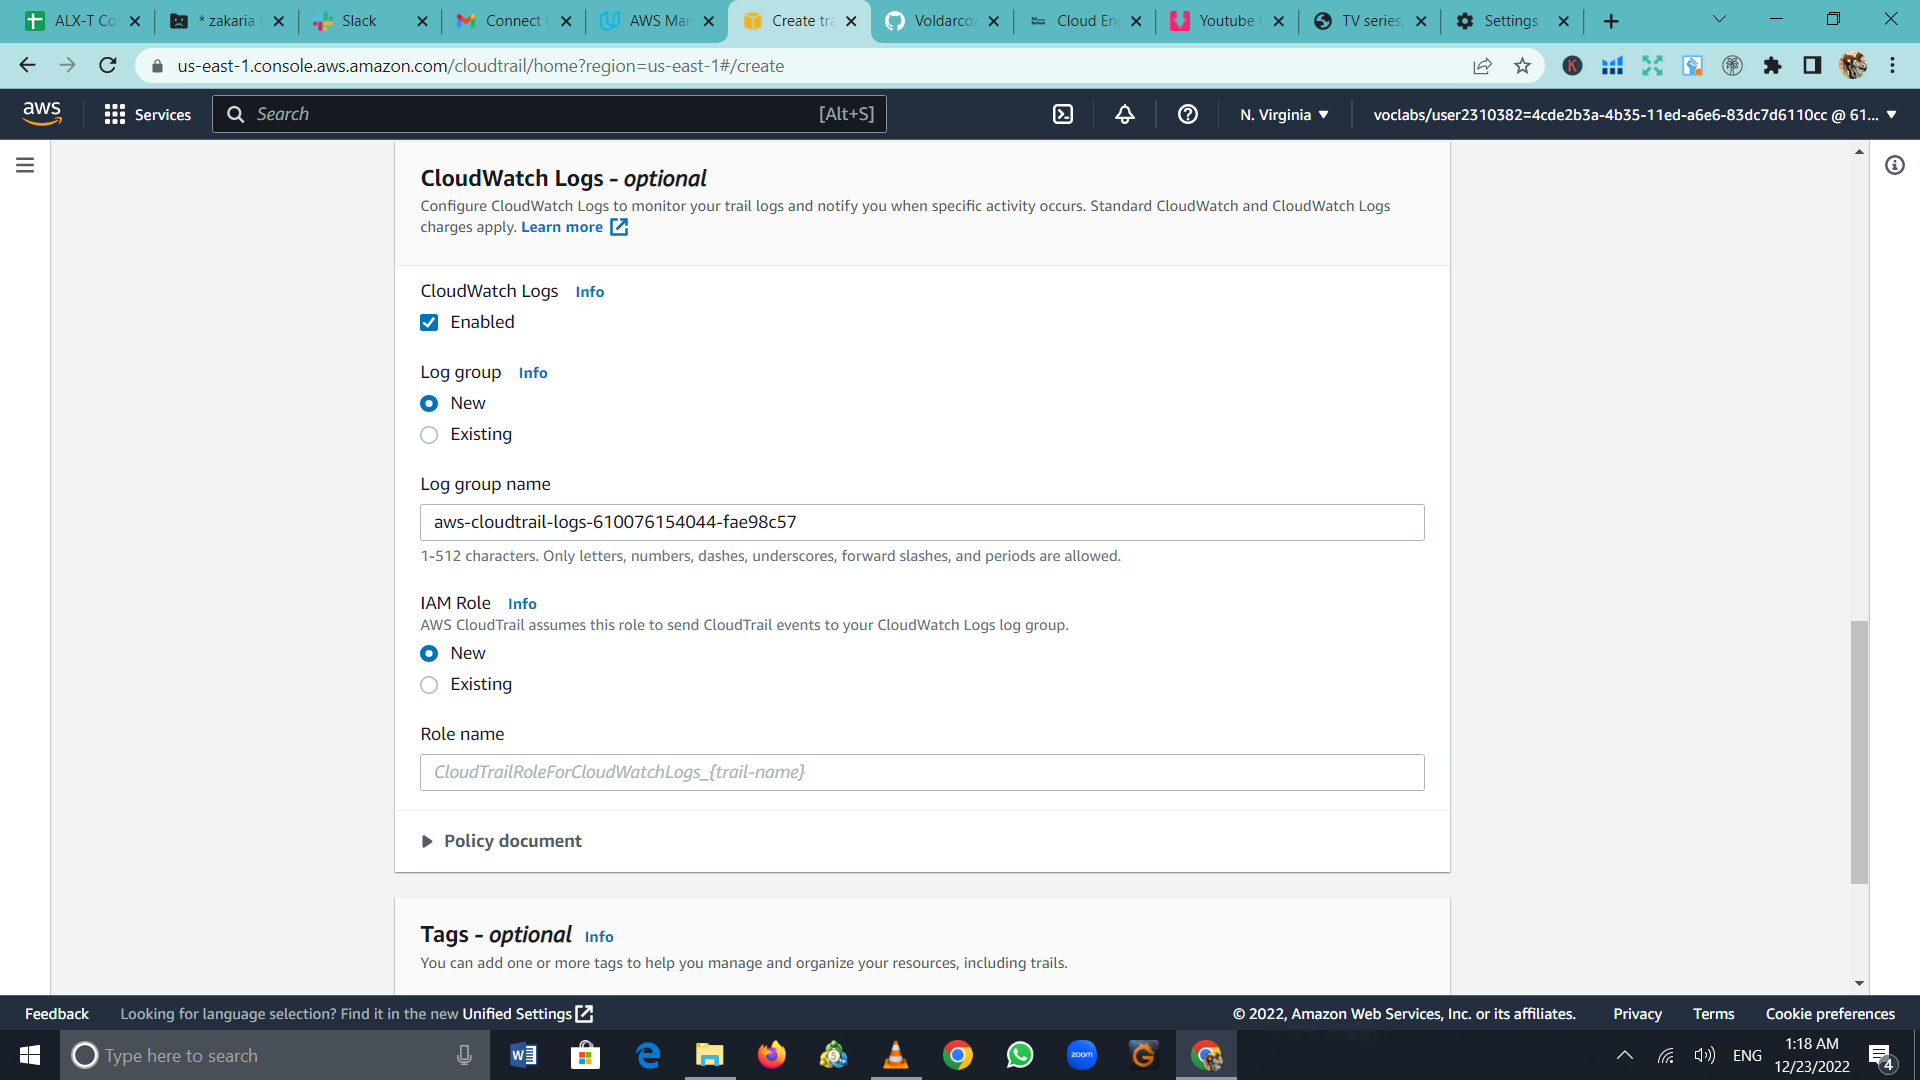 ALX-T Co
* zakaria
Slack
Connect
AWS Mar
Create tra
Voldarco/
Cloud En
Youtube
TV series,
Settings
us-east-1.console.aws.amazon.com/cloudtrail/home?region=us-east-1#/create
K
aws
Services
Search
[Alt+S]
N. Virginia
voclabs/user2310382=4cde2b3a-4b35-11ed-a6e6-83dc7d6110cc @ 61...
CloudWatch Logs - optional
Configure CloudWatch Logs to monitor your trail logs and notify you when specific activity occurs. Standard CloudWatch and CloudWatch Logs
charges apply. Learn more
CloudWatch Logs Info
Enabled
Log group Info
New
Existing
Log group name
aws-cloudtrail-logs-610076154044-fae98c57
1-512 characters. Only letters, numbers, dashes, underscores, forward slashes, and periods are allowed.
IAM Role Info
AWS CloudTrail assumes this role to send CloudTrail events to your CloudWatch Logs log group.
New
Existing
Role name
CloudTrailRoleForCloudWatchLogs_{trail-name}
Policy document
Tags - optional Info
You can add one or more tags to help you manage and organize your resources, including trails.
Feedback
Looking for language selection? Find it in the new Unified Settings
© 2022, Amazon Web Services, Inc. or its affiliates.
Privacy
Terms
Cookie preferences
Type here to search
zoom
ENG
1:18 AM
12/23/2022
4